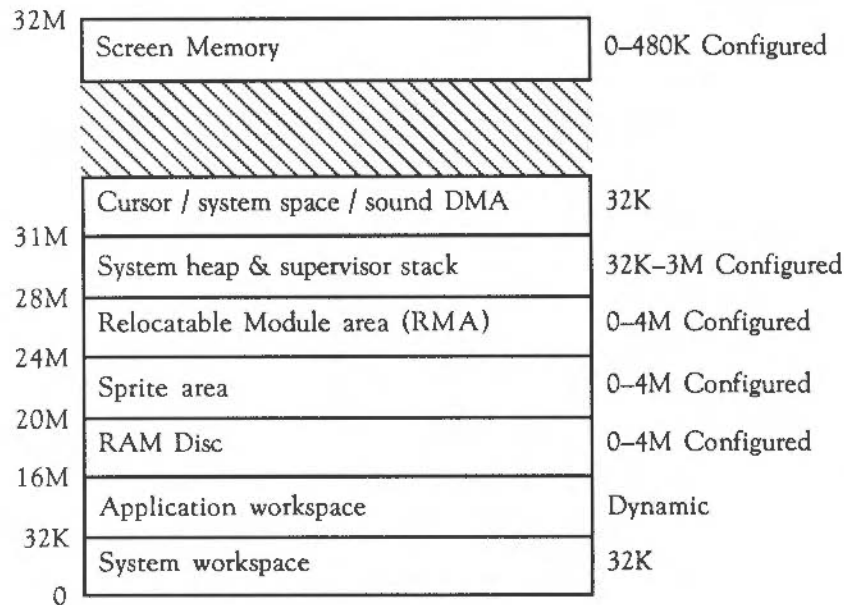 32M
Screen Memory 0–480K Configured
Cursor / system space / sound DMA 32K
31M
System heap & supervisor stack 32K–3M Configured
28M
Relocatable Module area (RMA) 0–4M Configured
24M
Sprite area 0–4M Configured
20M
RAM Disc 0–4M Configured
16M
Application workspace Dynamic
32K
System workspace 32K
0